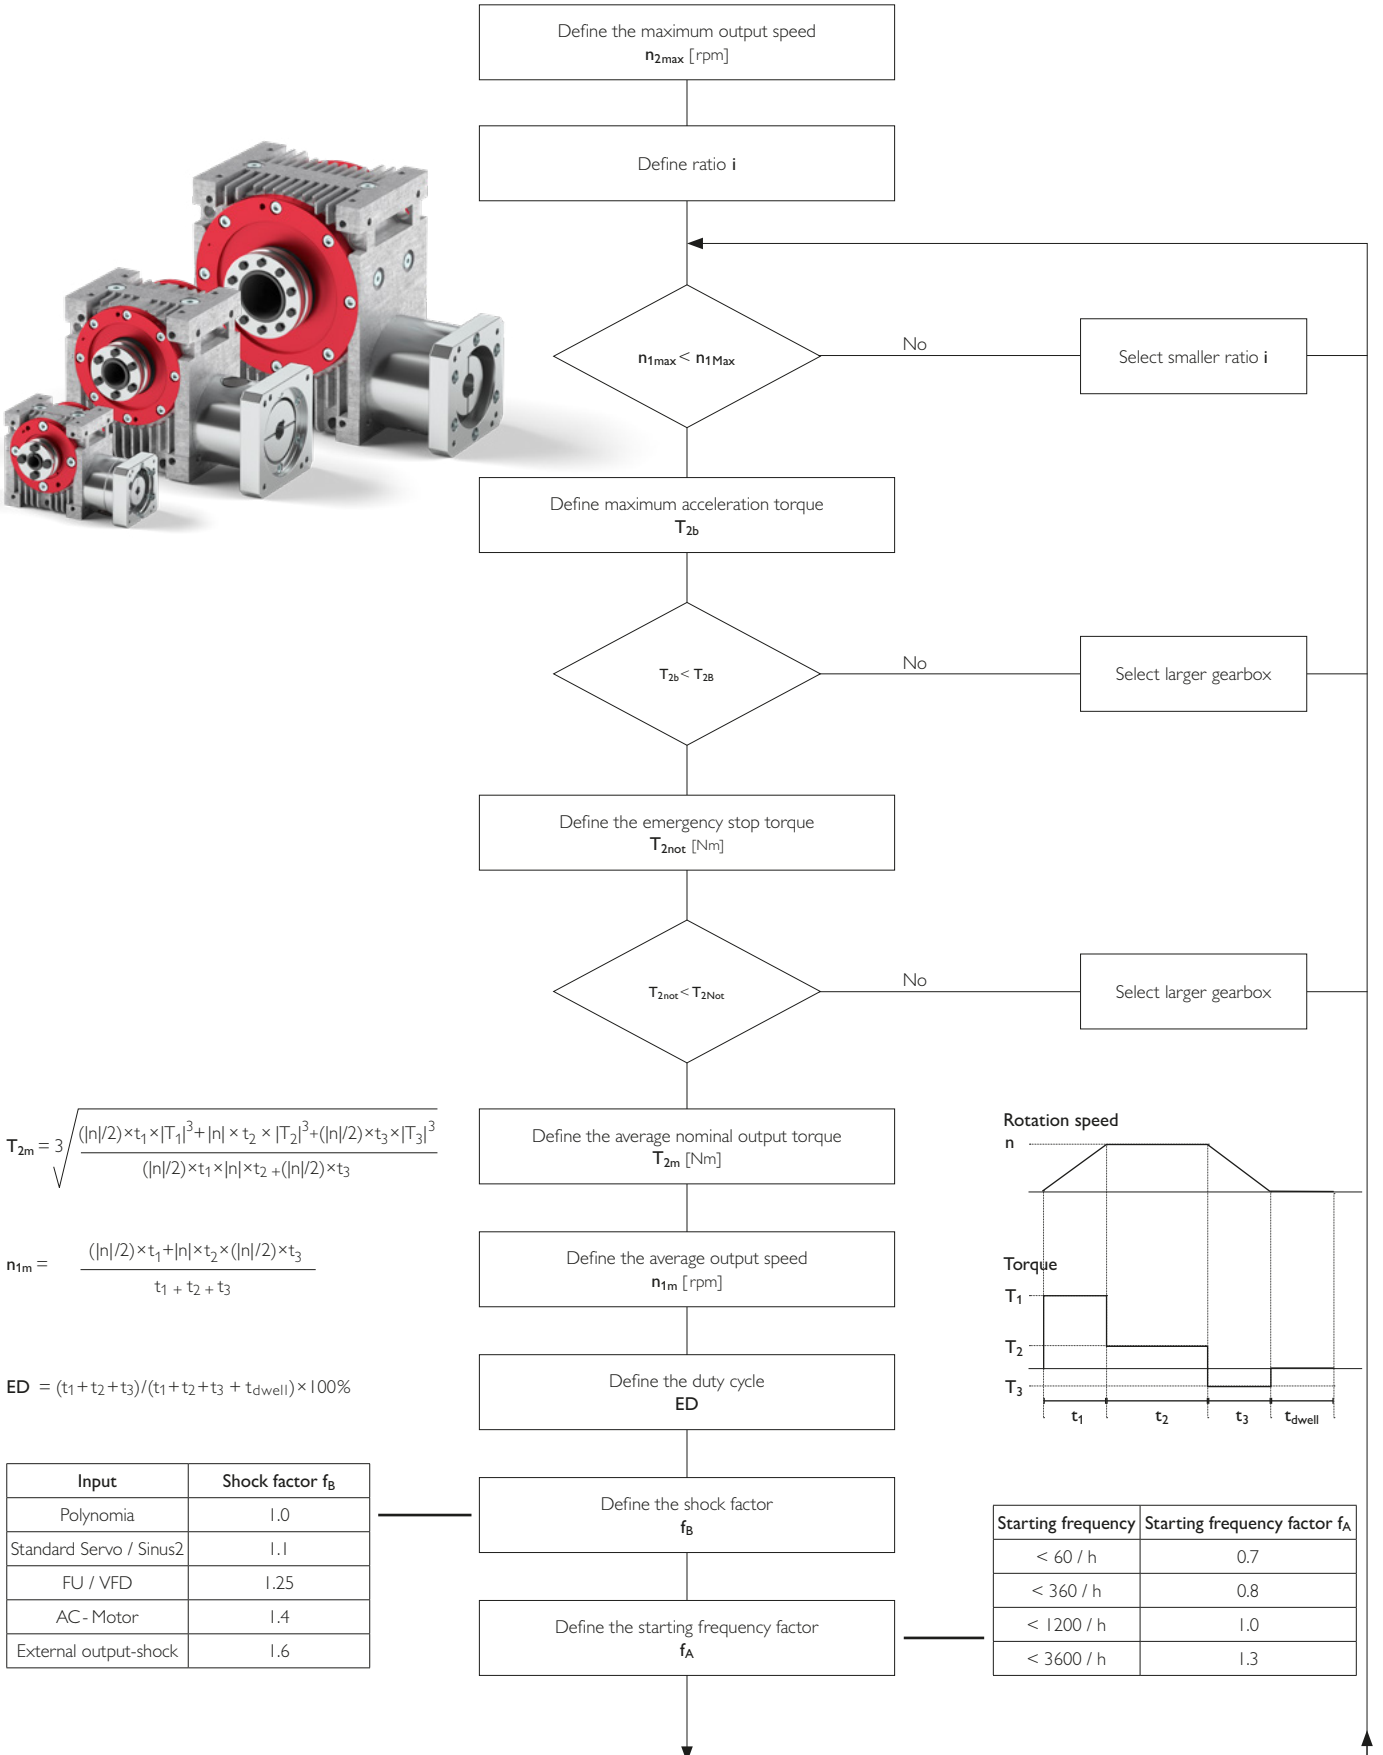 Define the maximum output speed
n2max [rpm]
Define ratio i
n1max < n1Max
No
Select smaller ratio i
Define maximum acceleration torque
T2b
T2b < T2B
No
Select larger gearbox
Define the emergency stop torque
T2not [Nm]
T2not < T2Not
No
Select larger gearbox
T2m = 3√ (|n|/2)×t1×|T1|³+|n| × t2 × |T2|³+(|n|/2)×t3×|T3|³
(|n|/2)×t1×|n|×t2 +(|n|/2)×t3
Define the average nominal output torque
T2m [Nm]
Rotation speed
n
n1m = (|n|/2)×t1+|n|×t2×(|n|/2)×t3
t1 + t2 + t3
Define the average output speed
n1m [rpm]
Torque
T1
T2
T3
t1 t2 t3 tdwell
ED = (t1+t2+t3)/(t1+t2+t3 + tdwell)×100%
Define the duty cycle
ED
Input Shock factor fB
Polynomia 1.0
Standard Servo / Sinus2 1.1
FU / VFD 1.25
AC- Motor 1.4
External output-shock 1.6
Define the shock factor
fB
Define the starting frequency factor
fA
Starting frequency Starting frequency factor fA
< 60 / h 0.7
< 360 / h 0.8
< 1200 / h 1.0
< 3600 / h 1.3